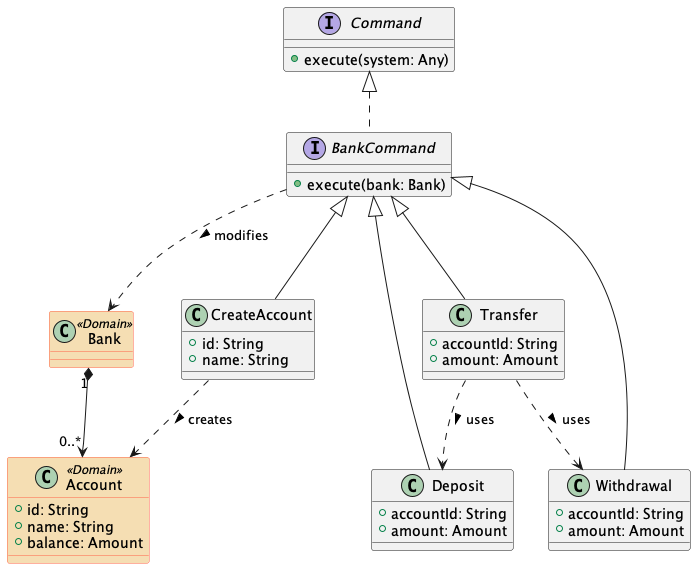 I Command
execute(system: Any)
I BankCommand
execute(bank: Bank)
modifies
C «Domain»
Bank
C CreateAccount
id: String
name: String
C Transfer
accountId: String
amount: Amount
1
0..*
creates
uses
uses
C «Domain»
Account
id: String
name: String
balance: Amount
C Deposit
accountId: String
amount: Amount
C Withdrawal
accountId: String
amount: Amount